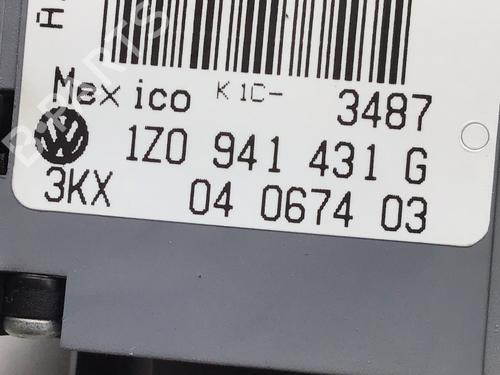 Mexico K1C- 3487
1Z0 941 431 G
3KX 04 0674 03